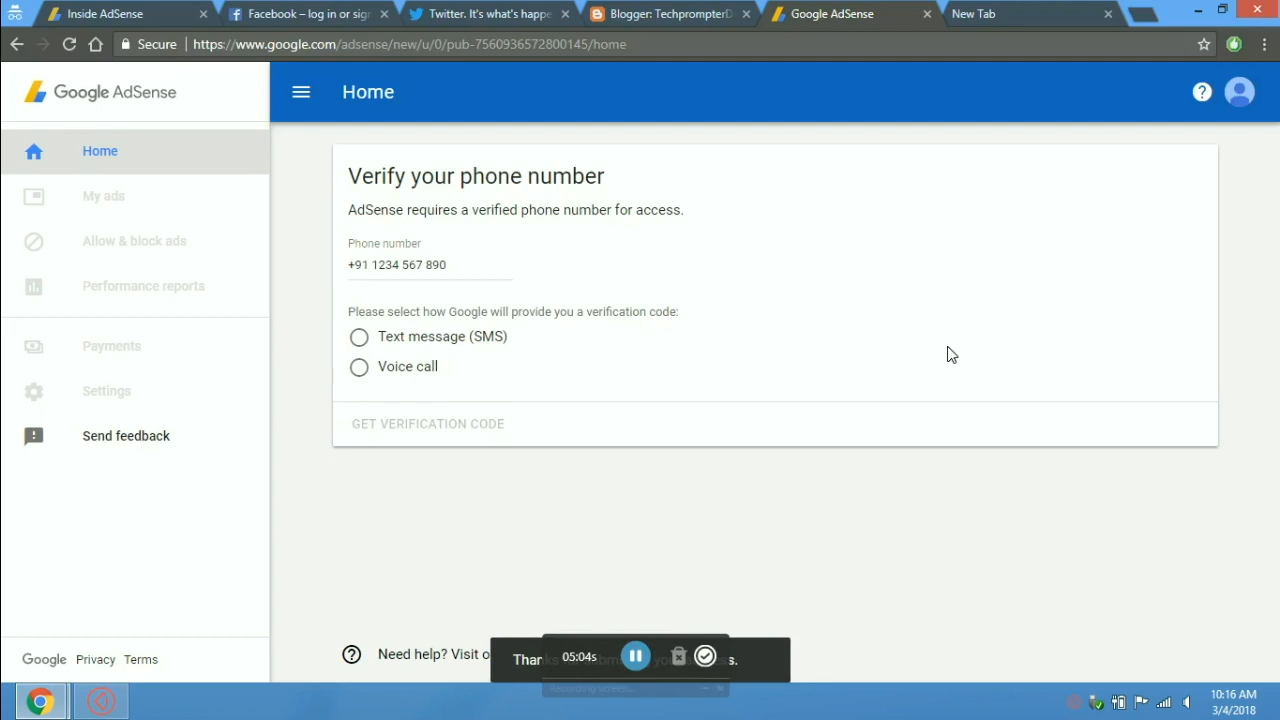 Inside AdSense
Facebook – log in or sign
Twitter. It's what's happe
Blogger: TechprompterD
Google AdSense
New Tab
Secure
https://www.google.com/adsense/new/u/0/pub-7560936572800145/home
Google AdSense
Home
Home
My ads
Allow & block ads
Performance reports
Payments
Settings
Send feedback
Verify your phone number
AdSense requires a verified phone number for access.
Phone number
+91 1234 567 890
Please select how Google will provide you a verification code:
Text message (SMS)
Voice call
GET VERIFICATION CODE
Need help? Visit o
05:04s
Recording screen...
Google Privacy Terms
10:16 AM
3/4/2018